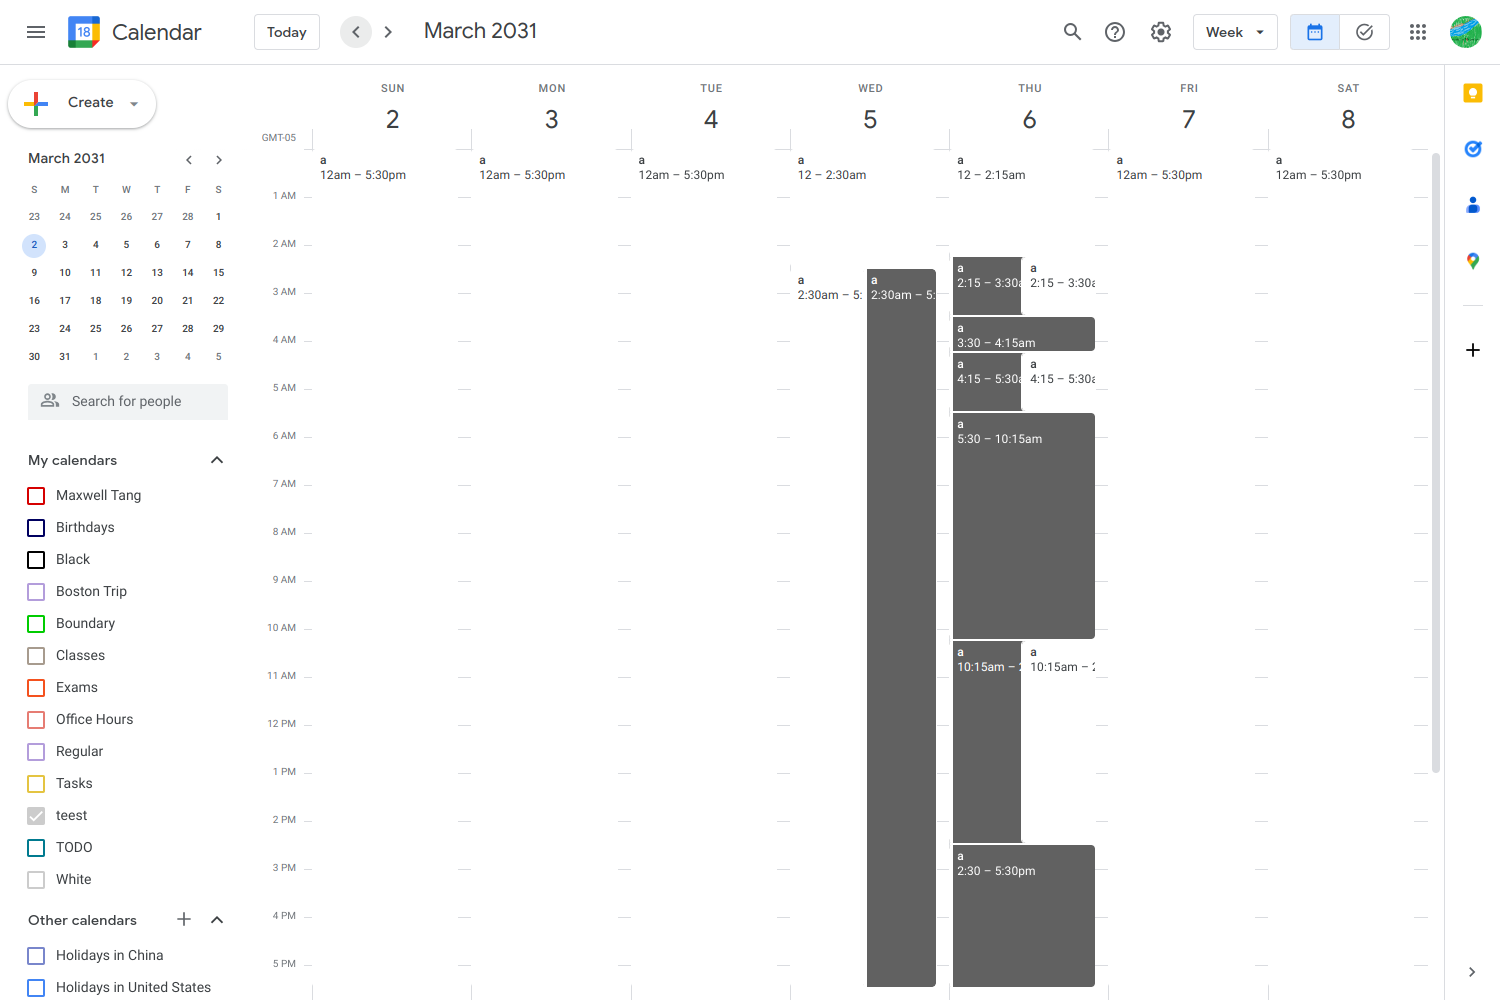 18 Calendar Today March 2031 Week
Create
SUN MON TUE WED THU FRI SAT
2 3 4 5 6 7 8
GMT-05
March 2031
S M T W T F S
23 24 25 26 27 28 1
2 3 4 5 6 7 8
9 10 11 12 13 14 15
16 17 18 19 20 21 22
23 24 25 26 27 28 29
30 31 1 2 3 4 5
Search for people
My calendars
Maxwell Tang
Birthdays
Black
Boston Trip
Boundary
Classes
Exams
Office Hours
Regular
Tasks
teest
TODO
White
Other calendars
Holidays in China
Holidays in United States
1 AM
2 AM
3 AM
4 AM
5 AM
6 AM
7 AM
8 AM
9 AM
10 AM
11 AM
12 PM
1 PM
2 PM
3 PM
4 PM
5 PM
a
12am – 5:30pm
a
12am – 5:30pm
a
12am – 5:30pm
a
12 – 2:30am
a
2:30am – 5:
a
2:30am – 5:
a
12 – 2:15am
a
2:15 – 3:30a
a
2:15 – 3:30a
a
3:30 – 4:15am
a
4:15 – 5:30a
a
4:15 – 5:30a
a
5:30 – 10:15am
a
10:15am – 2
a
10:15am – 2
a
2:30 – 5:30pm
a
12am – 5:30pm
a
12am – 5:30pm